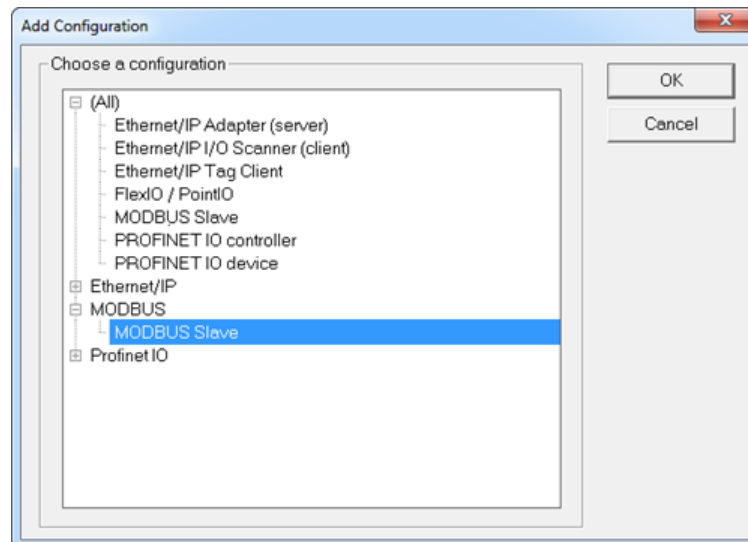 Add Configuration
Choose a configuration
OK
Cancel
(All)
Ethernet/IP Adapter (server)
Ethernet/IP I/O Scanner (client)
Ethernet/IP Tag Client
FlexIO / PointIO
MODBUS Slave
PROFINET IO controller
PROFINET IO device
Ethernet/IP
MODBUS
MODBUS Slave
Profinet IO